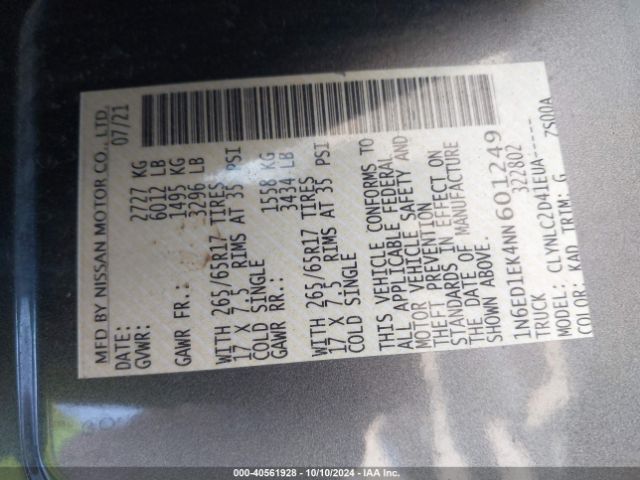 MFD BY NISSAN MOTOR CO., LTD.
DATE: 07/21
GVWR: 2727 KG
6012 LB
GAWR FR.: 1495 KG
3296 LB
WITH 265/65R17 TIRES
17 X 7.5 RIMS AT 35 PSI
COLD SINGLE
GAWR RR.: 1558 KG
3434 LB
WITH 265/65R17 TIRES
17 X 7.5 RIMS AT 35 PSI
COLD SINGLE
THIS VEHICLE CONFORMS TO
ALL APPLICABLE FEDERAL
MOTOR VEHICLE SAFETY AND
THEFT PREVENTION
STANDARDS IN EFFECT ON
THE DATE OF MANUFACTURE
SHOWN ABOVE.
1N6ED1EK4NN601249
TRUCK 322802
MODEL: CLYNLC2D41EUA-----
COLOR: KAD TRIM: G 7S00A
000-40561928 - 10/10/2024 - IAA Inc.